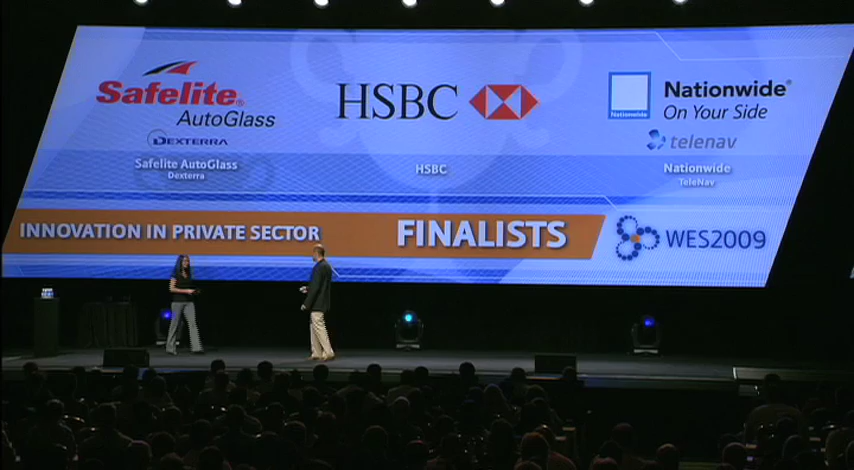 Safelite®
AutoGlass
DEXTERRA
Safelite AutoGlass
Dexterra
HSBC
HSBC
Nationwide
Nationwide®
On Your Side
telenav
Nationwide
TeleNav
INNOVATION IN PRIVATE SECTOR
FINALISTS
WES2009